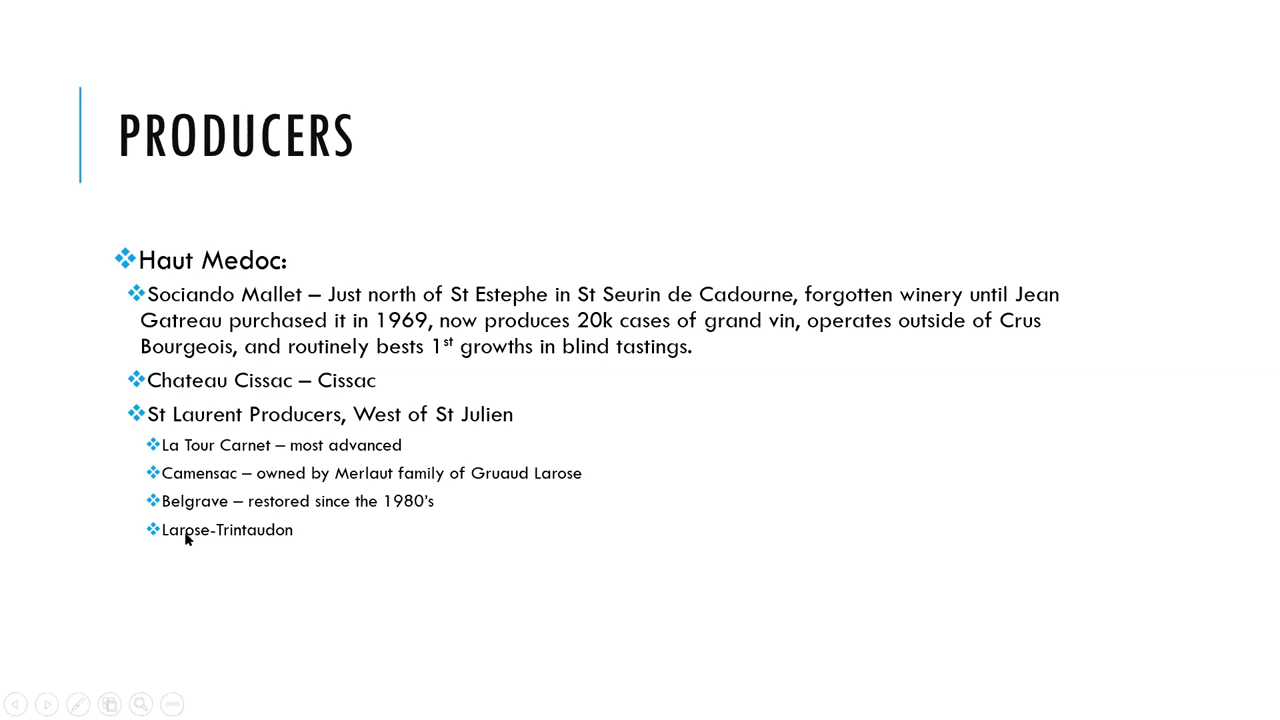 PRODUCERS
Haut Medoc:
Sociando Mallet – Just north of St Estephe in St Seurin de Cadourne, forgotten winery until Jean
Gatreau purchased it in 1969, now produces 20k cases of grand vin, operates outside of Crus
Bourgeois, and routinely bests 1st growths in blind tastings.
Chateau Cissac – Cissac
St Laurent Producers, West of St Julien
La Tour Carnet – most advanced
Camensac – owned by Merlaut family of Gruaud Larose
Belgrave – restored since the 1980's
Larose-Trintaudon